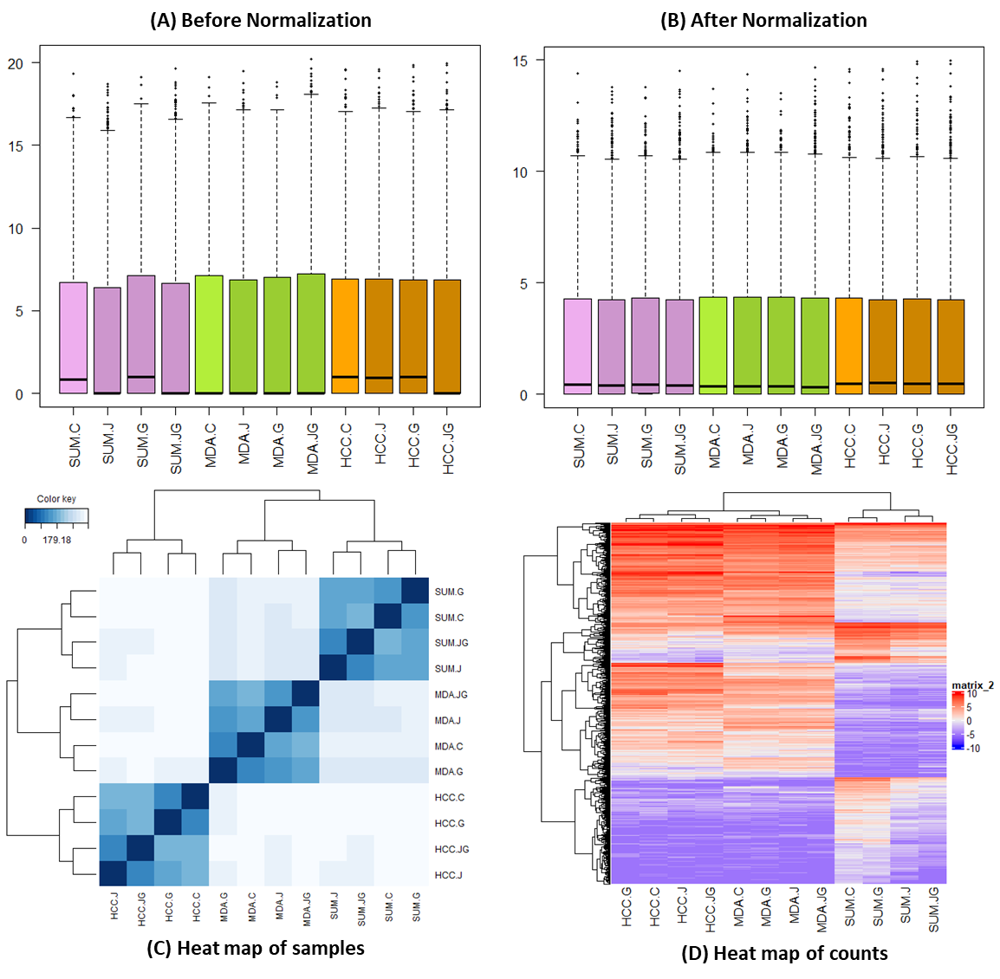 (A) Before Normalization
(B) After Normalization
20
15
10
5
0
SUM.C
SUM.J
SUM.G
SUM.JG
MDA.C
MDA.J
MDA.G
MDA.JG
HCC.C
HCC.J
HCC.G
HCC.JG
15
10
5
0
SUM.C
SUM.J
SUM.G
SUM.JG
MDA.C
MDA.J
MDA.G
MDA.JG
HCC.C
HCC.J
HCC.G
HCC.JG
Color key
0 179.18
SUM.G
SUM.C
SUM.JG
SUM.J
MDA.JG
MDA.J
MDA.C
MDA.G
HCC.C
HCC.G
HCC.JG
HCC.J
HCC.J
HCC.JG
HCC.G
HCC.C
MDA.G
MDA.C
MDA.J
MDA.JG
SUM.J
SUM.JG
SUM.C
SUM.G
(C) Heat map of samples
matrix_2
10
5
0
-5
-10
HCC.G
HCC.C
HCC.J
HCC.JG
MDA.C
MDA.G
MDA.J
MDA.JG
SUM.C
SUM.G
SUM.J
SUM.JG
(D) Heat map of counts